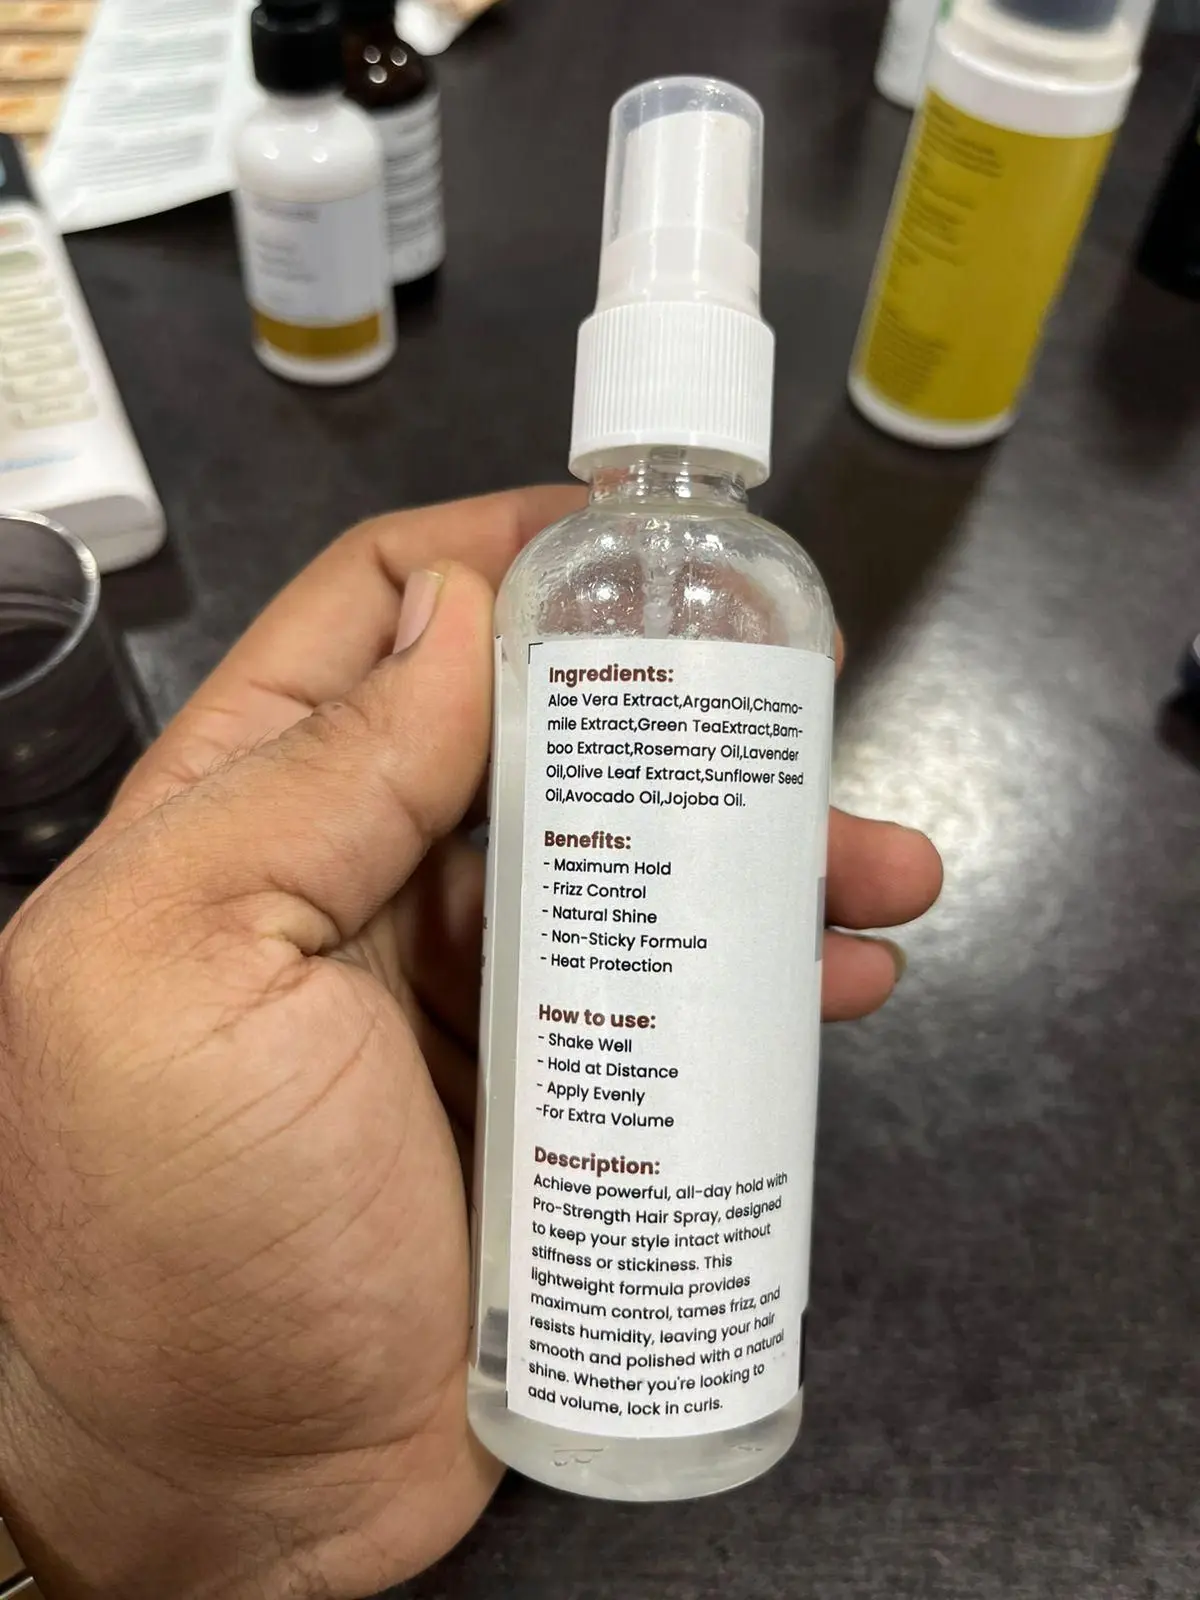 Ingredients:
Aloe Vera Extract,ArganOil,Chamo-
mile Extract,Green TeaExtract,Bam-
boo Extract,Rosemary Oil,Lavender
Oil,Olive Leaf Extract,Sunflower Seed
Oil,Avocado Oil,Jojoba Oil.
Benefits:
- Maximum Hold
- Frizz Control
- Natural Shine
- Non-Sticky Formula
- Heat Protection
How to use:
- Shake Well
- Hold at Distance
- Apply Evenly
-For Extra Volume
Description:
Achieve powerful, all-day hold with
Pro-Strength Hair Spray, designed
to keep your style intact without
stiffness or stickiness. This
lightweight formula provides
maximum control, tames frizz, and
resists humidity, leaving your hair
smooth and polished with a natural
shine. Whether you're looking to
add volume, lock in curls.